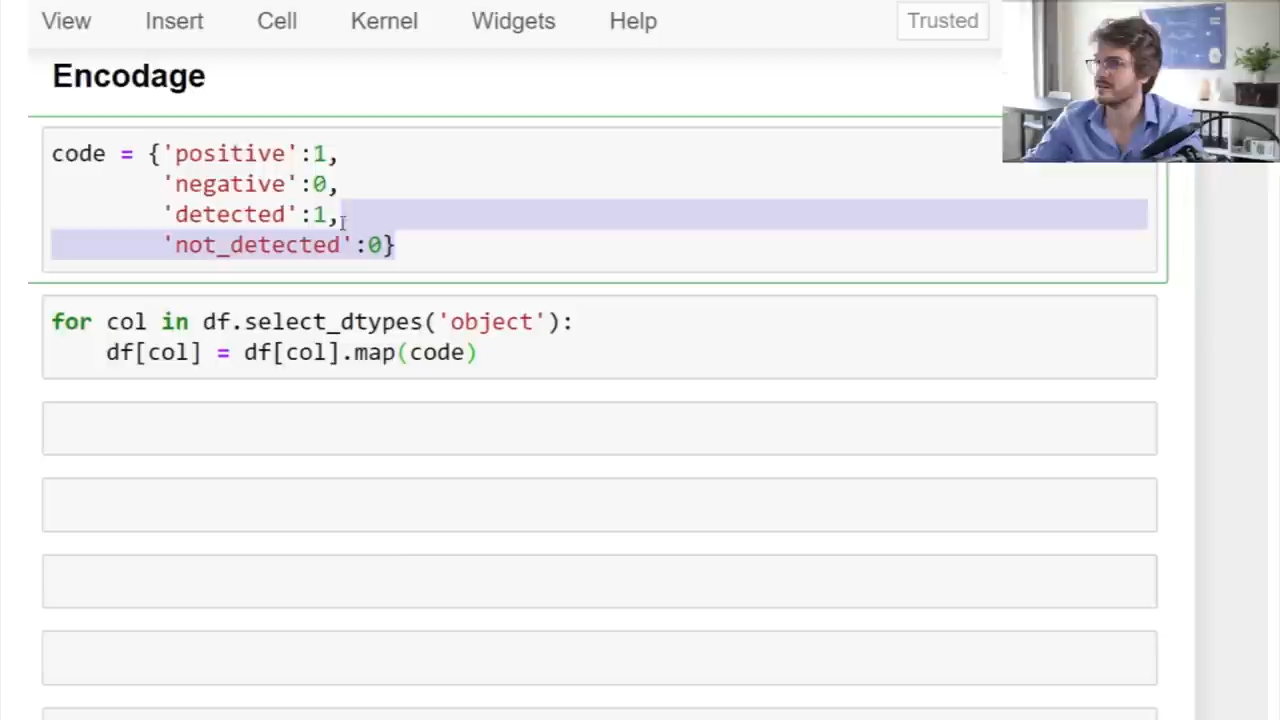 View Insert Cell Kernel Widgets Help Trusted
Encodage
code = {'positive':1,
'negative':0,
'detected':1,
'not_detected':0}
for col in df.select_dtypes('object'):
df[col] = df[col].map(code)